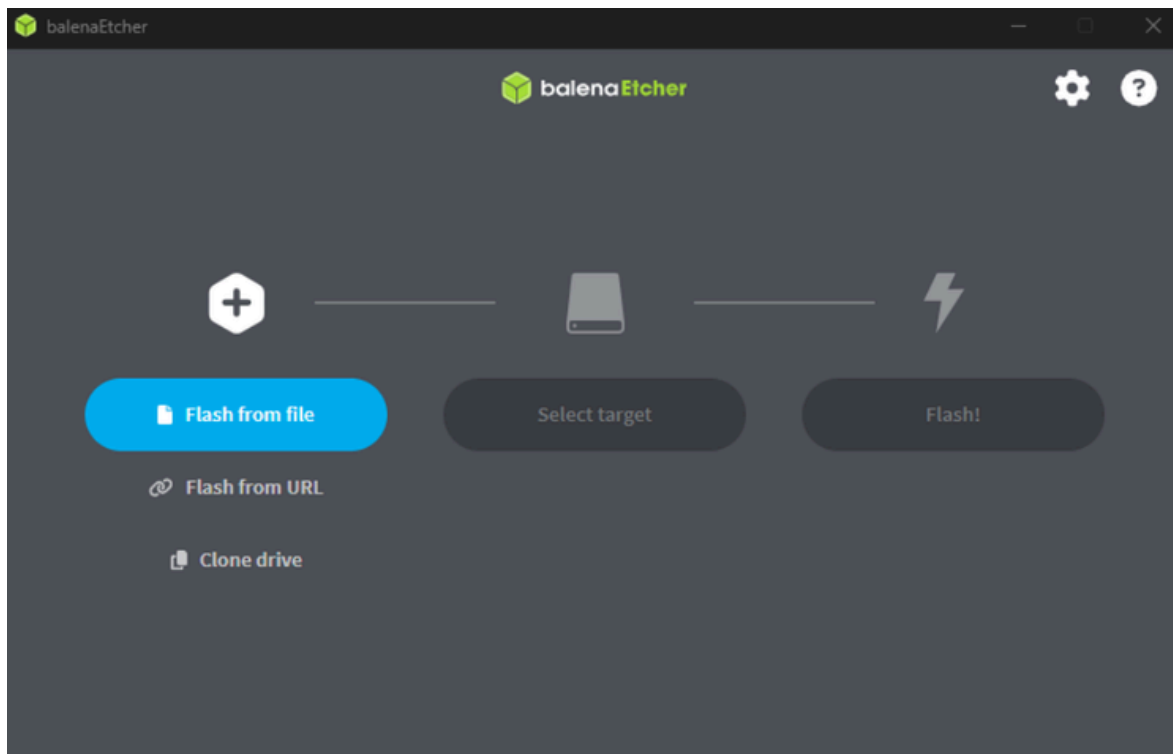 balenaEtcher
balenaEtcher
?
Flash from file
Select target
Flash!
Flash from URL
Clone drive